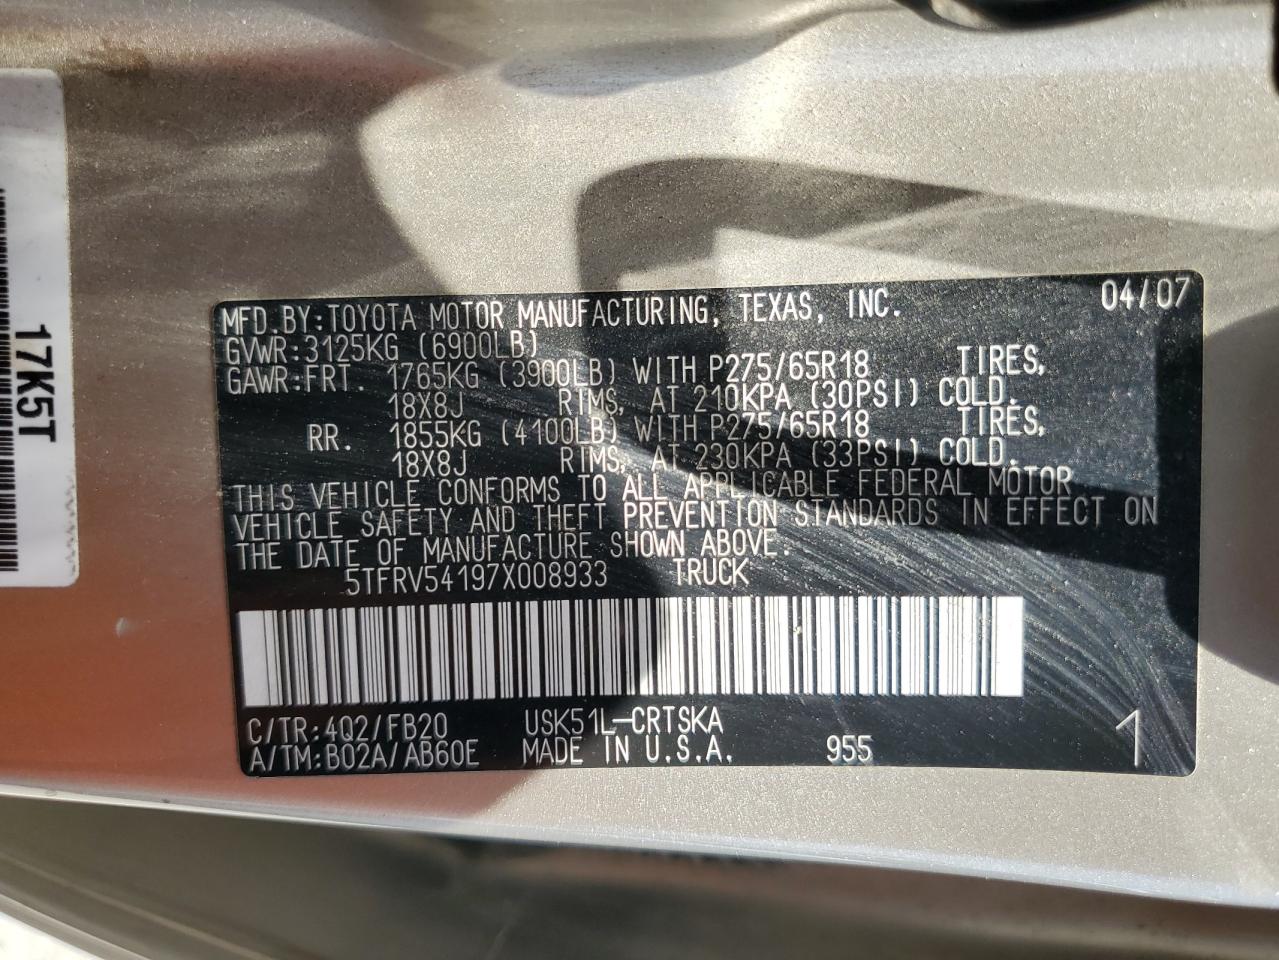 17K5T
MFD.BY:TOYOTA MOTOR MANUFACTURING, TEXAS, INC. 04/07
GVWR:3125KG (6900LB)
GAWR:FRT. 1765KG (3900LB) WITH P275/65R18 TIRES,
18X8J RIMS, AT 210KPA (30PSI) COLD.
RR. 1855KG (4100LB) WITH P275/65R18 TIRES,
18X8J RIMS, AT 230KPA (33PSI) COLD.
THIS VEHICLE CONFORMS TO ALL APPLICABLE FEDERAL MOTOR
VEHICLE SAFETY AND THEFT PREVENTION STANDARDS IN EFFECT ON
THE DATE OF MANUFACTURE SHOWN ABOVE.
5TFRV54197X008933 TRUCK
C/TR:4Q2/FB20 USK51L-CRTSKA
A/TM:B02A/AB60E MADE IN U.S.A. 955 1